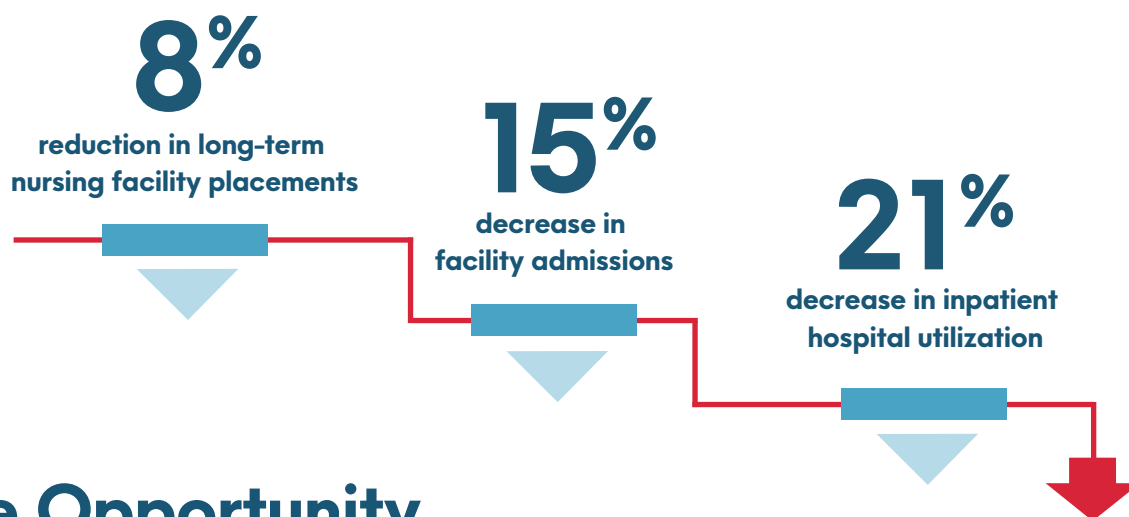 8%
reduction in long-term
nursing facility placements
15%
decrease in
facility admissions
21%
decrease in inpatient
hospital utilization
Opportunity